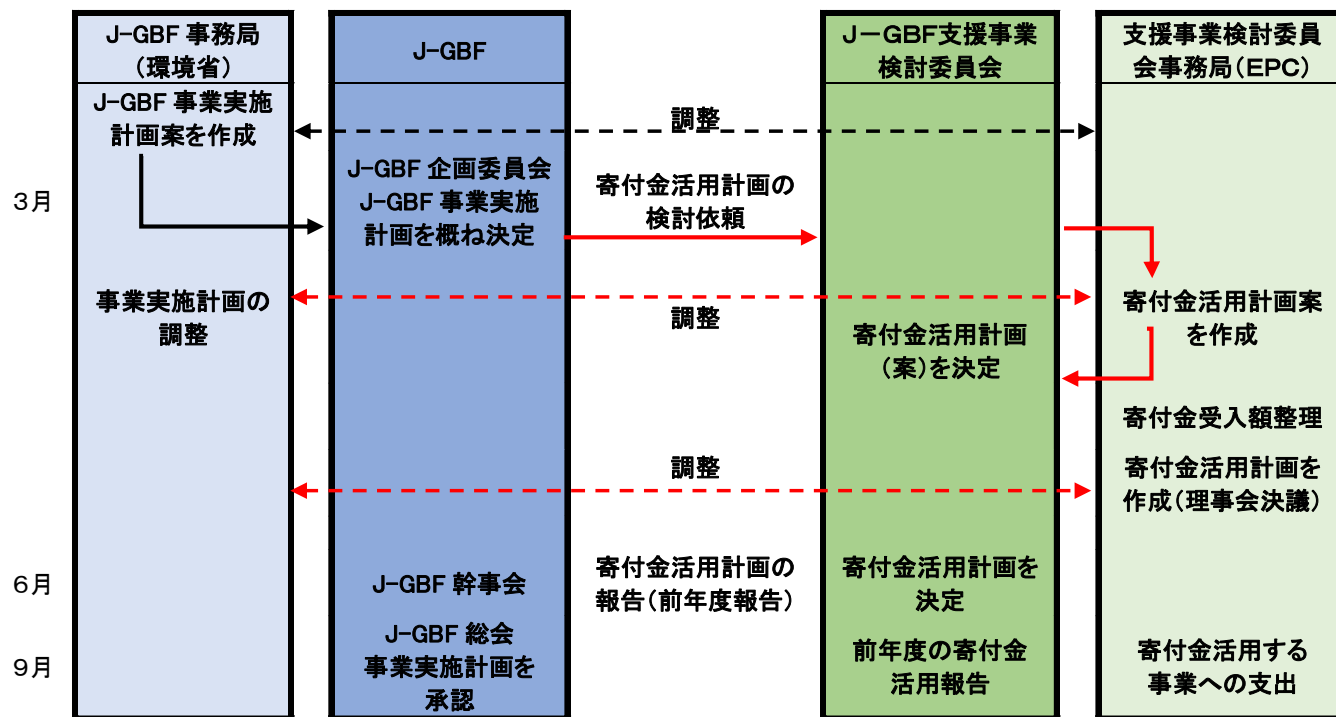 J-GBF 事務局
（環境省）
J-GBF
J－GBF支援事業
検討委員会
支援事業検討委員
会事務局（EPC）
J-GBF 事業実施
計画案を作成
調整
3月
J-GBF 企画委員会
J-GBF 事業実施
計画を概ね決定
寄付金活用計画の
検討依頼
事業実施計画の
調整
調整
寄付金活用計画
（案）を決定
寄付金活用計画案
を作成
寄付金受入額整理
調整
寄付金活用計画を
作成（理事会決議）
6月
J-GBF 幹事会
寄付金活用計画の
報告（前年度報告）
寄付金活用計画を
決定
9月
J-GBF 総会
事業実施計画を
承認
前年度の寄付金
活用報告
寄付金活用する
事業への支出